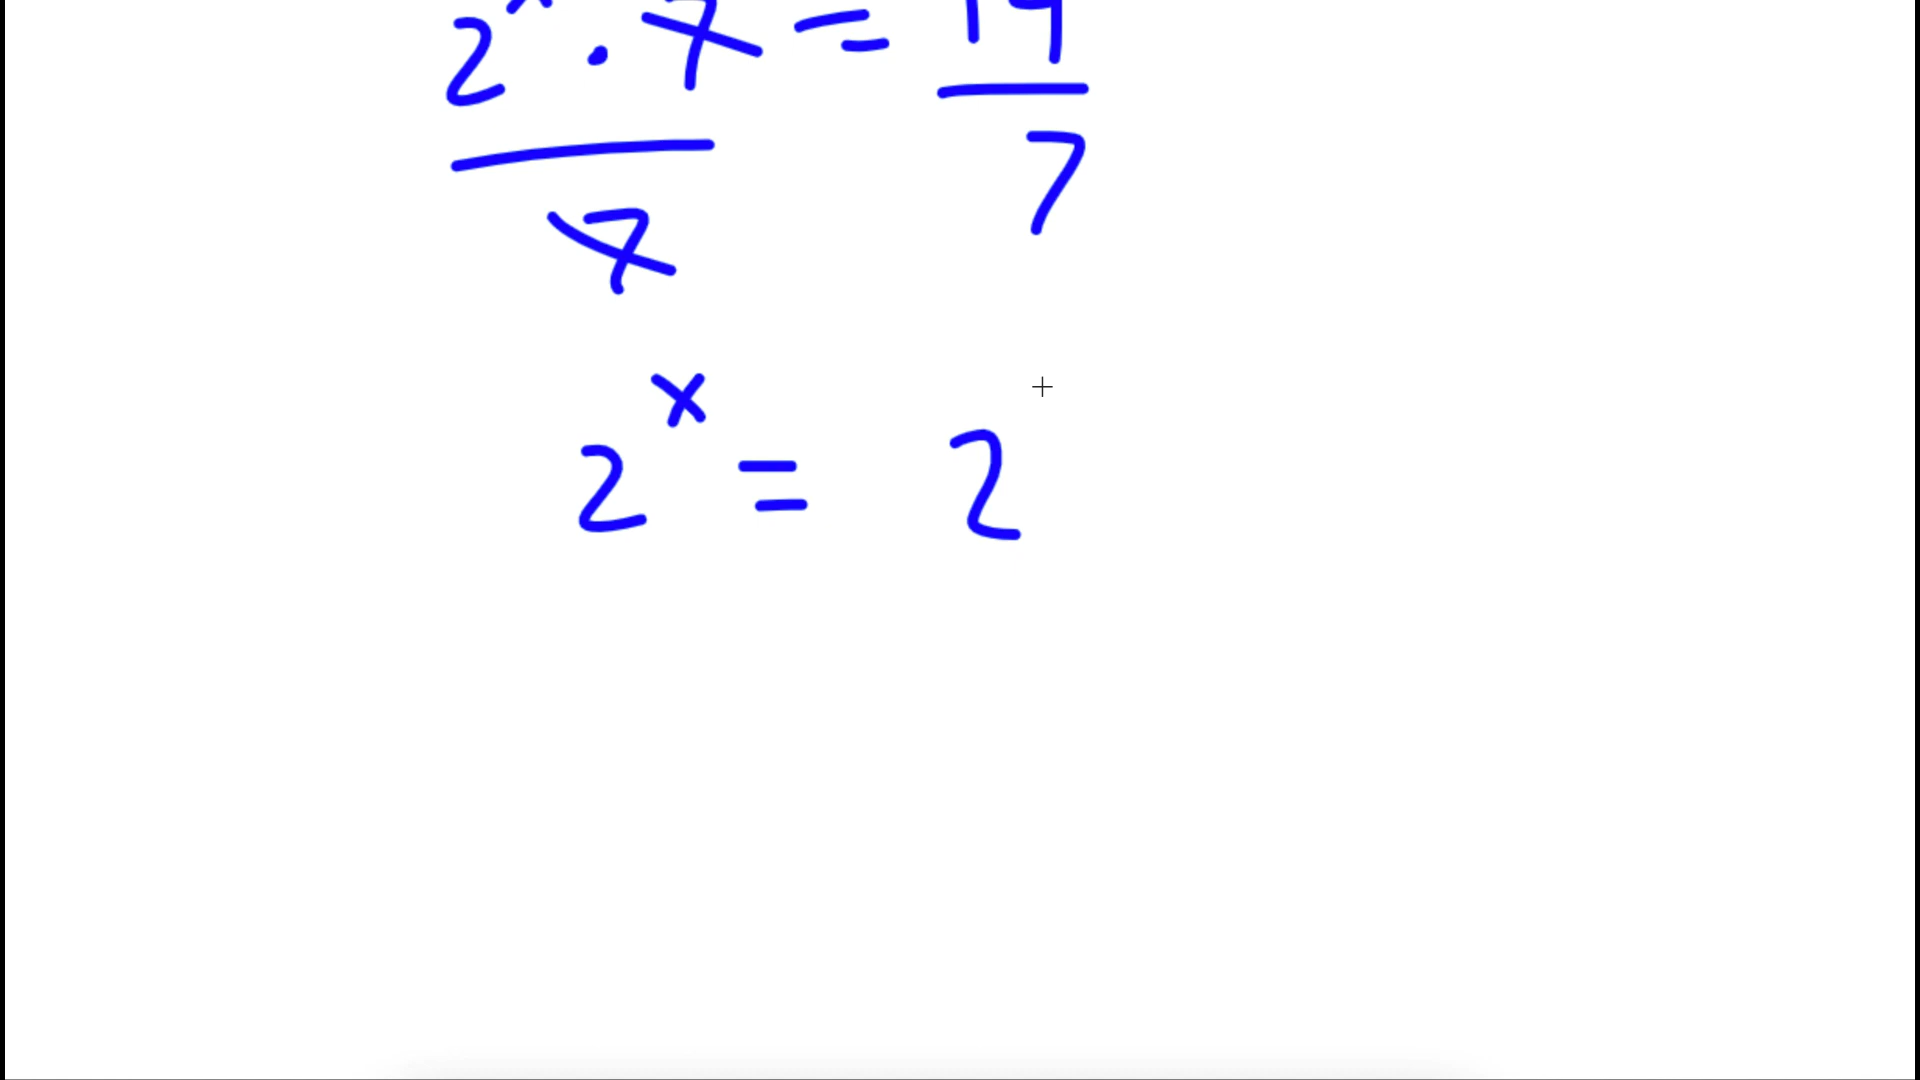 2ˣ · 7 = 14
7 7
2ˣ = 2